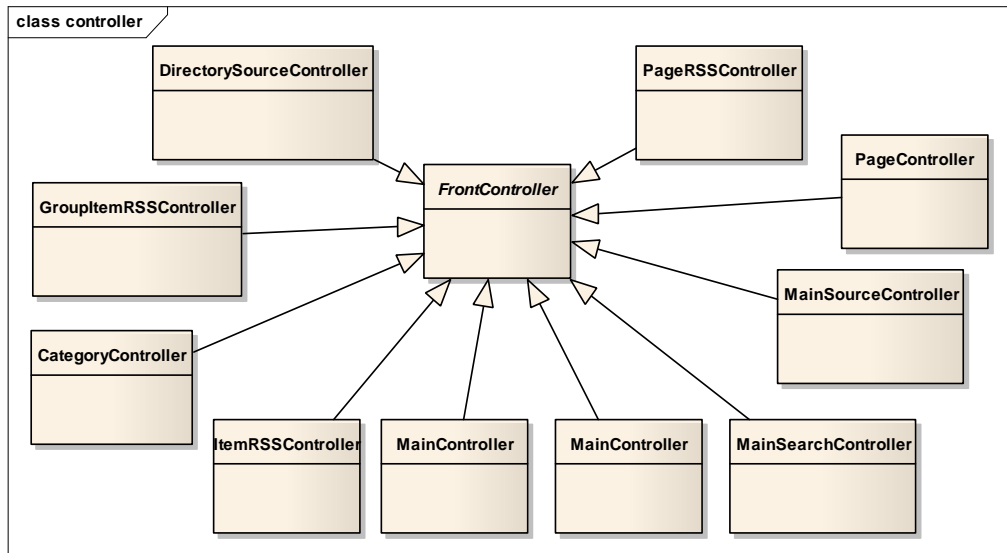 class controller
DirectorySourceController
PageRSSController
PageController
FrontController
GroupItemRSSController
MainSourceController
CategoryController
ItemRSSController
MainController
MainController
MainSearchController